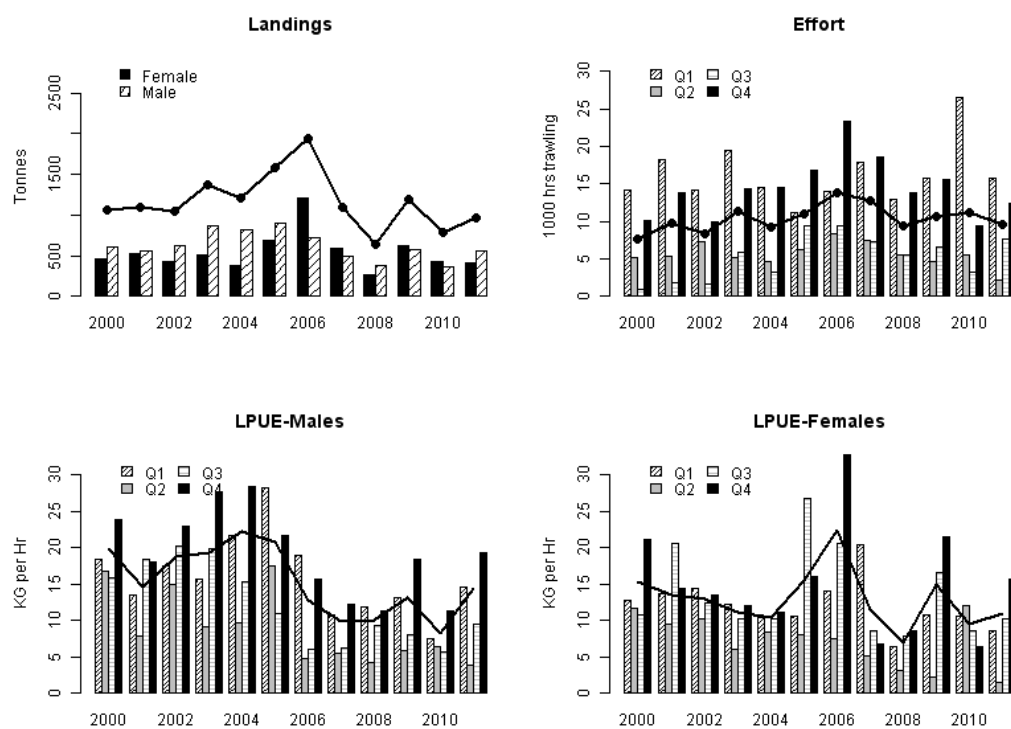 Landings
Tonnes
2500
1500
500
0
Female
Male
2000 2002 2004 2006 2008 2010
Effort
1000 hrs trawling
30
25
20
15
10
5
0
Q1 Q3
Q2 Q4
2000 2002 2004 2006 2008 2010
LPUE-Males
KG per Hr
30
25
20
15
10
5
0
Q1 Q3
Q2 Q4
2000 2002 2004 2006 2008 2010
LPUE-Females
KG per Hr
30
25
20
15
10
5
0
Q1 Q3
Q2 Q4
2000 2002 2004 2006 2008 2010